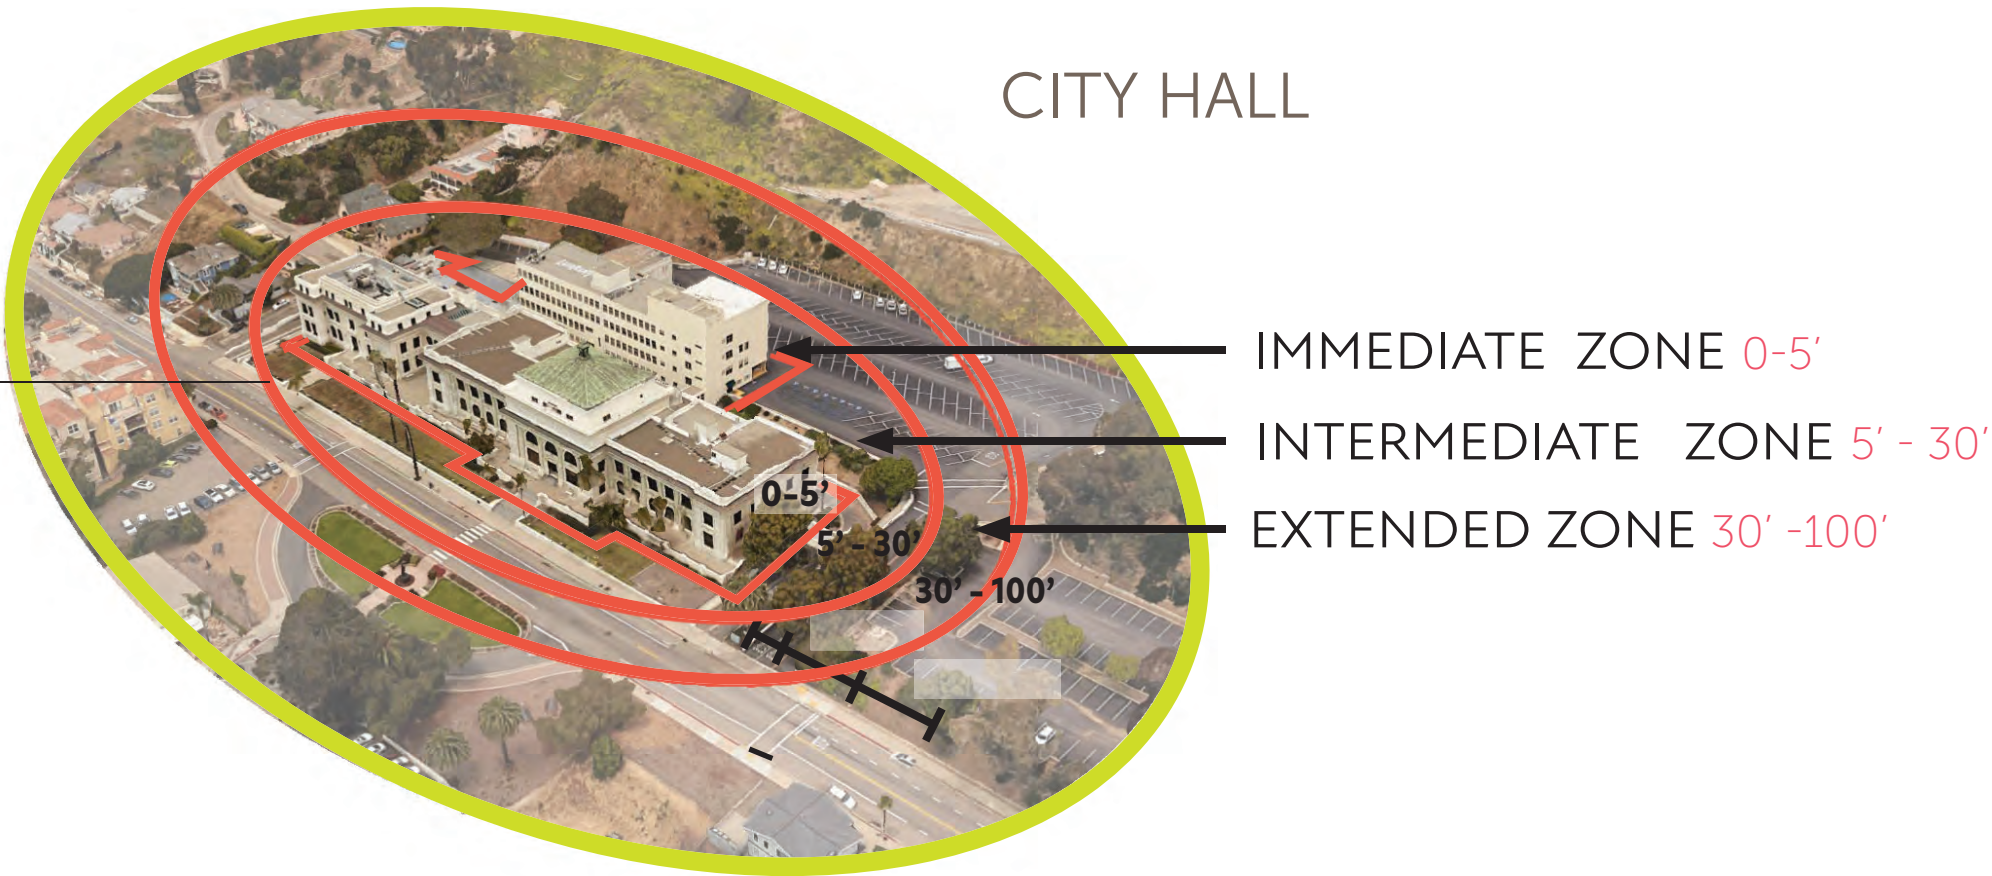 CITY HALL
IMMEDIATE ZONE 0-5'
INTERMEDIATE ZONE 5' - 30'
EXTENDED ZONE 30' -100'
0-5'
5' - 30'
30' - 100'